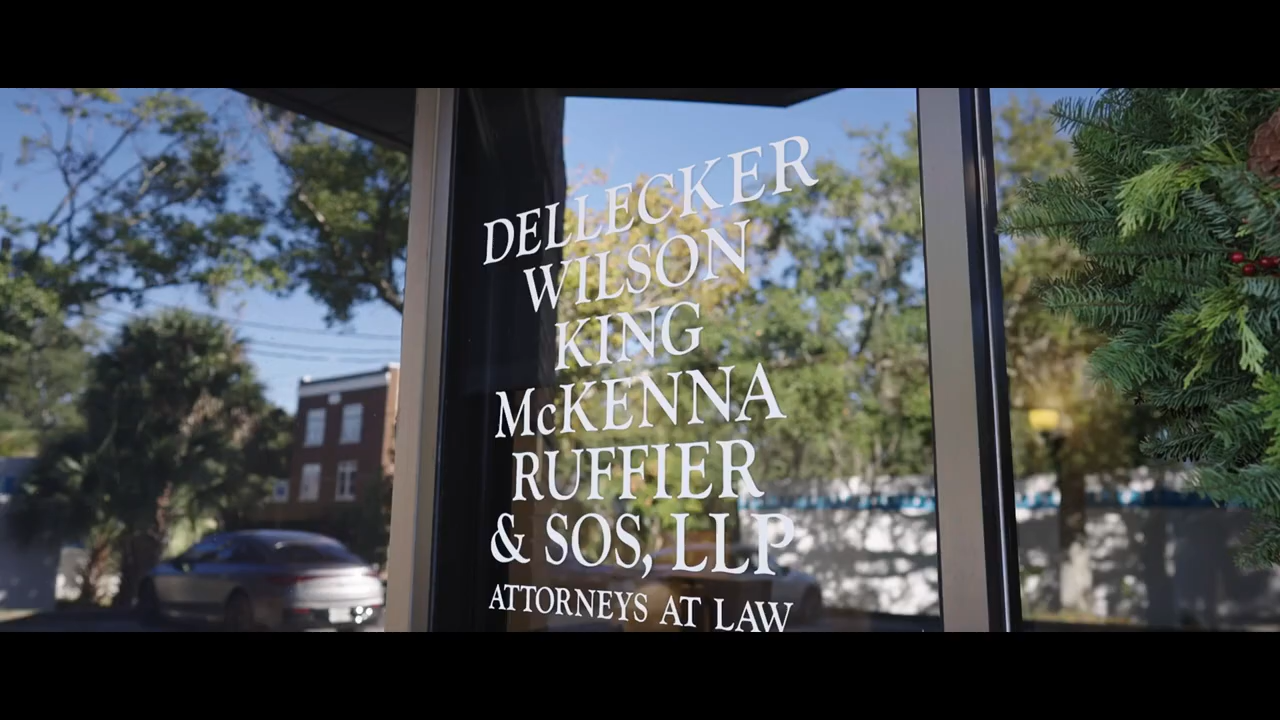 DELLECKER
WILSON
KING
McKENNA
RUFFIER
& SOS, LLP
ATTORNEYS AT LAW